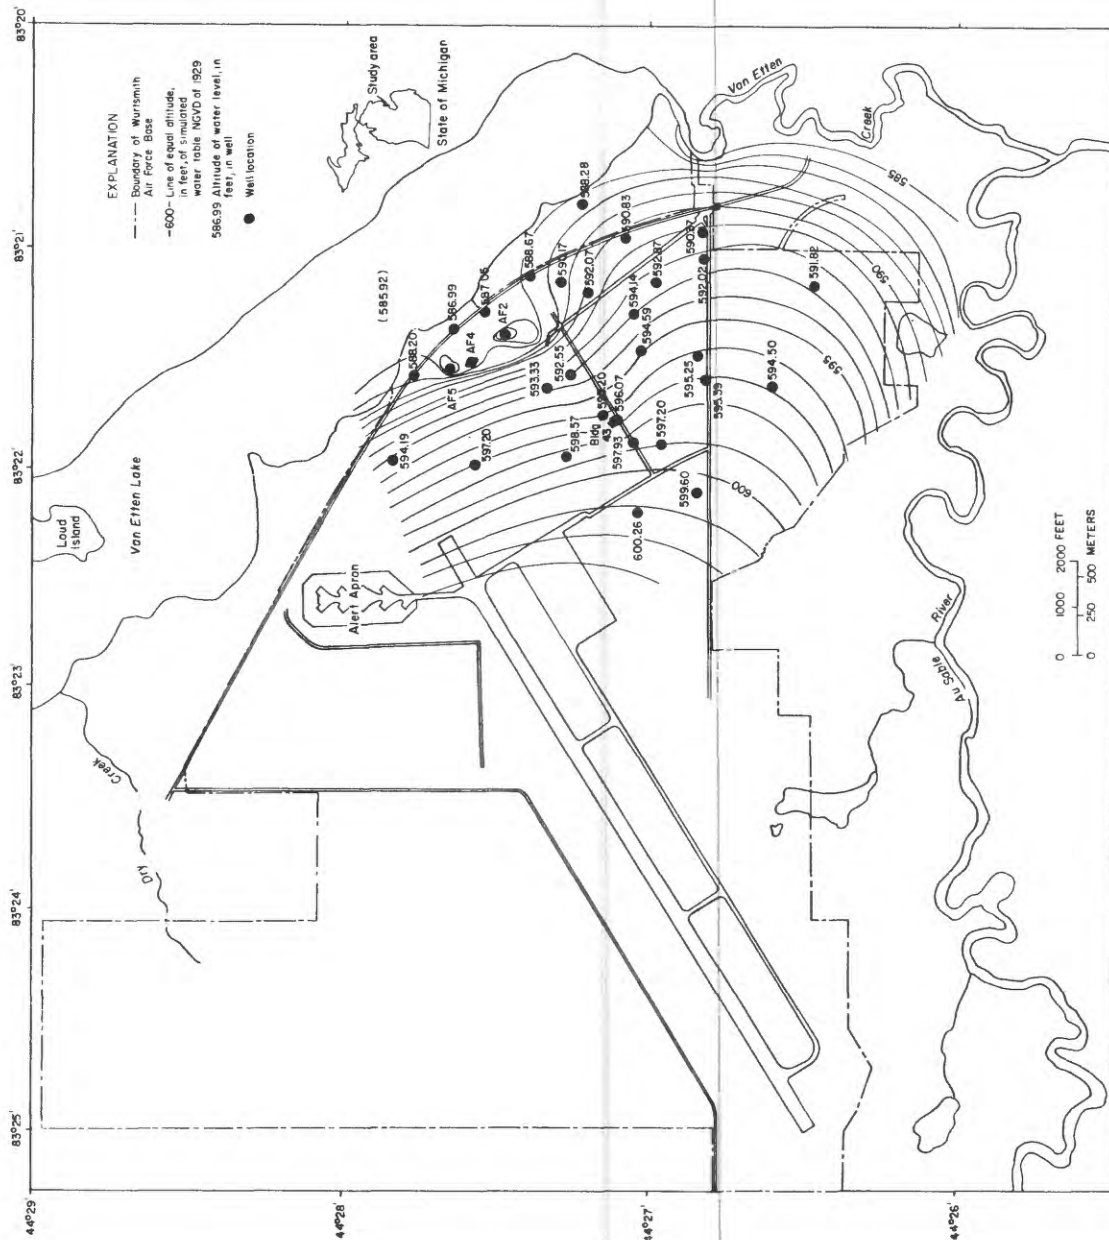 EXPLANATION
Boundary of Wurtsmith
Air Force Base
—600— Line of equal altitude,
in feet, of simulated
water table NGVD of 1929
586.99 Altitude of water level, in
feet, in well
Well location
Study area
State of Michigan
83°20'
83°21'
83°22'
83°23'
83°24'
83°25'
44°29'
44°28'
44°27'
44°26'
Loud
Island
Van Etten Lake
Dry
Creek
Alert Apron
Van Etten
Creek
Au Sable
River
(585.92)
588.20
586.99
587.06
588.67
588.28
AF5
AF4
AF2
590.17
592.07
590.83
592.87
592.02
594.14
594.59
592.55
593.33
594.19
597.20
598.57
Bldg
43
597.93
596.07
597.20
595.25
595.39
594.50
591.82
599.60
600.26
600
595
590
585
0 1000 2000 FEET
0 250 500 METERS